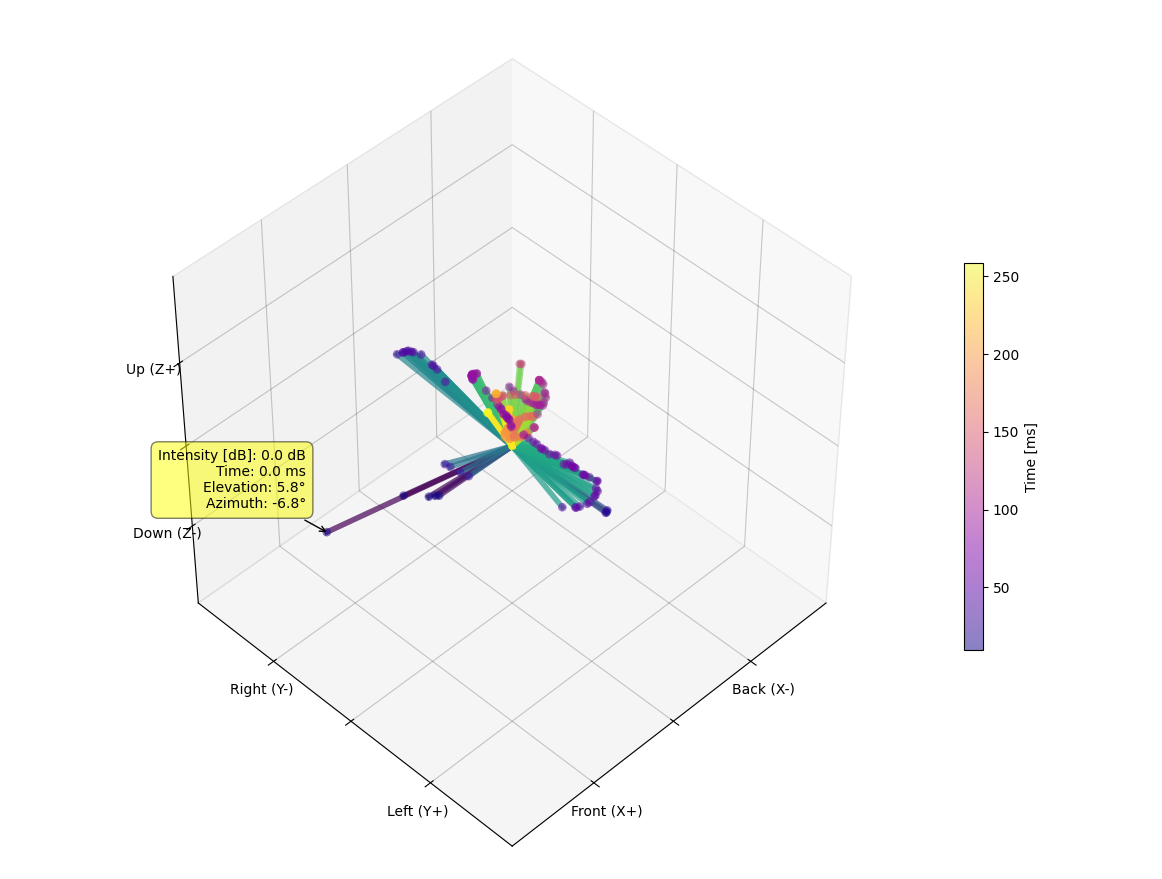 Up (Z+)
Intensity [dB]: 0.0 dB
Time: 0.0 ms
Elevation: 5.8°
Azimuth: -6.8°
Down (Z-)
Right (Y-)
Left (Y+)
Front (X+)
Back (X-)
250
200
150
100
50
Time [ms]